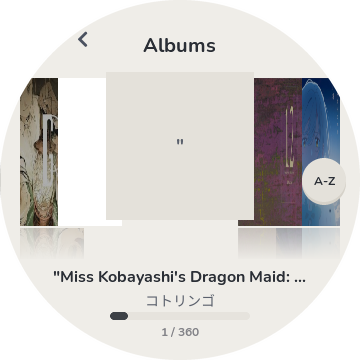 Albums
"
A-Z
"Miss Kobayashi's Dragon Maid: ...
コトリンゴ
1 / 360